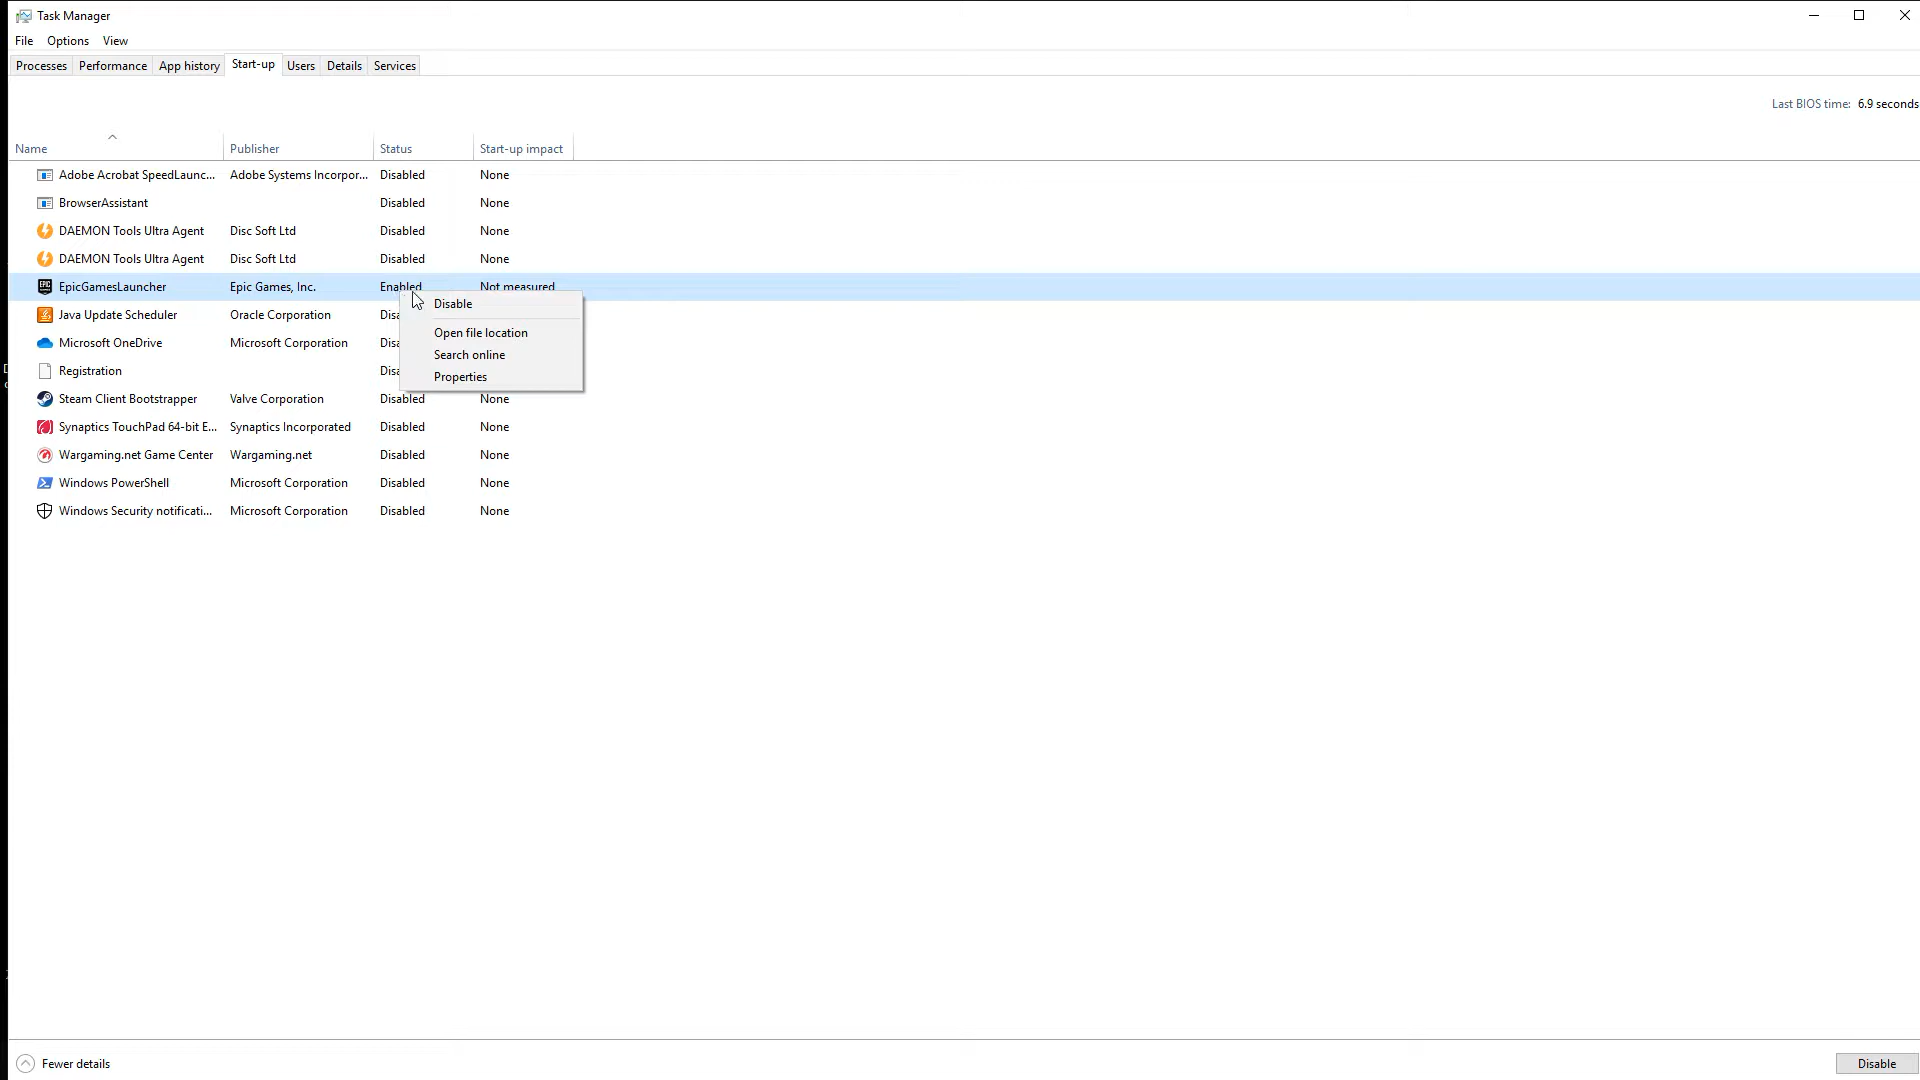 Task Manager
File Options View
Processes Performance App history Start-up Users Details Services
Last BIOS time: 6.9 seconds
Name Publisher Status Start-up impact
Adobe Acrobat SpeedLaunc... Adobe Systems Incorpor... Disabled None
BrowserAssistant Disabled None
DAEMON Tools Ultra Agent Disc Soft Ltd Disabled None
DAEMON Tools Ultra Agent Disc Soft Ltd Disabled None
EpicGamesLauncher Epic Games, Inc. Enabled Not measured
Disable
Java Update Scheduler Oracle Corporation Disa
Open file location
Microsoft OneDrive Microsoft Corporation Disa
Search online
Registration Disa
Properties
Steam Client Bootstrapper Valve Corporation Disabled None
Synaptics TouchPad 64-bit E... Synaptics Incorporated Disabled None
Wargaming.net Game Center Wargaming.net Disabled None
Windows PowerShell Microsoft Corporation Disabled None
Windows Security notificati... Microsoft Corporation Disabled None
Fewer details Disable